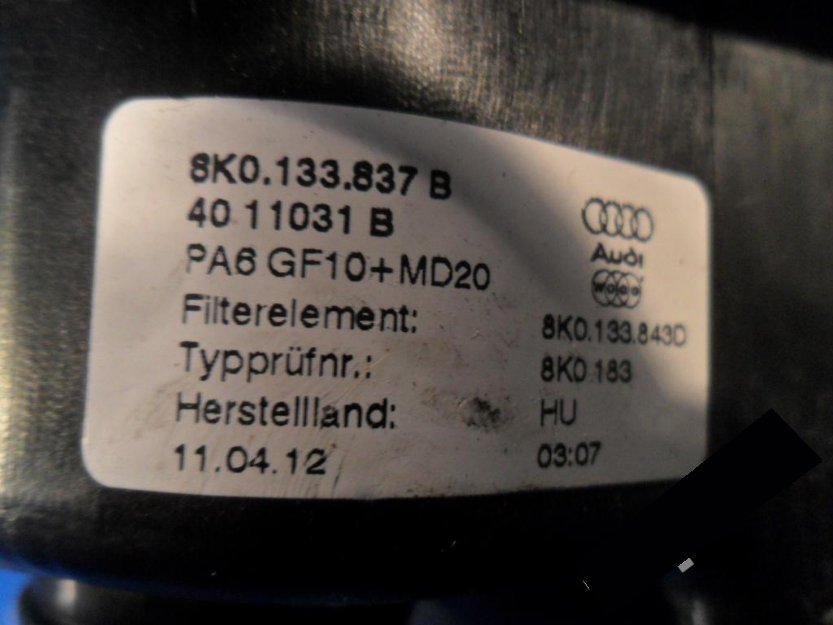 8K0.133.837 B
40 11031 B
PA6 GF10+MD20
Audi
Filterelement: 8K0.133.843D
Typprüfnr.: 8K0 183
Herstellland: HU
11.04.12 03:07